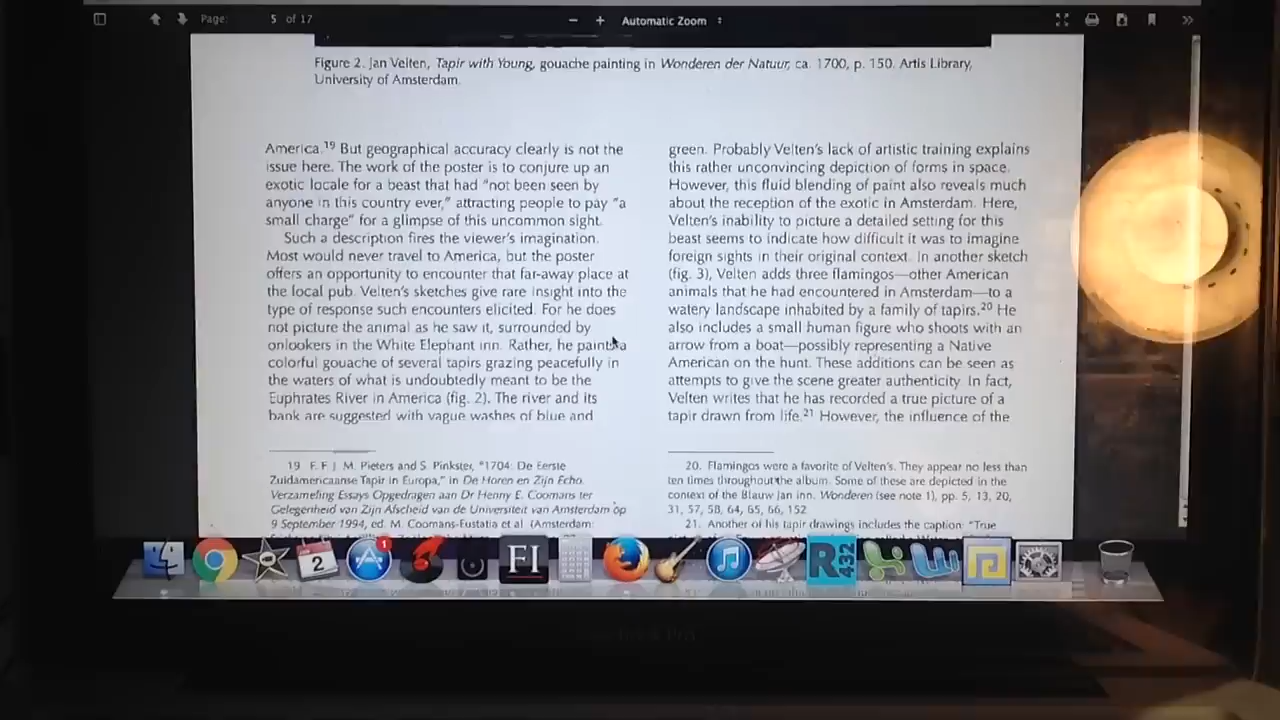 Page: 5 of 17
Automatic Zoom
Figure 2. Jan Velten, Tapir with Young, gouache painting in Wonderen der Natuur, ca. 1700, p. 150. Artis Library,
University of Amsterdam.
America.19 But geographical accuracy clearly is not the
issue here. The work of the poster is to conjure up an
exotic locale for a beast that had "not been seen by
anyone in this country ever," attracting people to pay "a
small charge" for a glimpse of this uncommon sight.
Such a description fires the viewer's imagination.
Most would never travel to America, but the poster
offers an opportunity to encounter that far-away place at
the local pub. Velten's sketches give rare insight into the
type of response such encounters elicited. For he does
not picture the animal as he saw it, surrounded by
onlookers in the White Elephant inn. Rather, he paints a
colorful gouache of several tapirs grazing peacefully in
the waters of what is undoubtedly meant to be the
Euphrates River in America (fig. 2). The river and its
bank are suggested with vague washes of blue and
19 F. F. J. M. Pieters and S. Pinkster, "1704: De Eerste
Zuidamericaanse Tapir in Europa," in De Horen en Zijn Echo.
Verzameling Essays Opgedragen aan Dr Henny E. Coomans ter
Gelegenheid van Zijn Afscheid van de Universiteit van Amsterdam op
9 September 1994, ed. M. Coomans-Eustatia et al. (Amsterdam:
green. Probably Velten's lack of artistic training explains
this rather unconvincing depiction of forms in space.
However, this fluid blending of paint also reveals much
about the reception of the exotic in Amsterdam. Here,
Velten's inability to picture a detailed setting for this
beast seems to indicate how difficult it was to imagine
foreign sights in their original context. In another sketch
(fig. 3), Velten adds three flamingos—other American
animals that he had encountered in Amsterdam—to a
watery landscape inhabited by a family of tapirs.20 He
also includes a small human figure who shoots with an
arrow from a boat—possibly representing a Native
American on the hunt. These additions can be seen as
attempts to give the scene greater authenticity. In fact,
Velten writes that he has recorded a true picture of a
tapir drawn from life.21 However, the influence of the
20. Flamingos were a favorite of Velten's. They appear no less than
ten times throughout the album. Some of these are depicted in the
context of the Blauw Jan inn. Wonderen (see note 1), pp. 5, 13, 20,
31, 57, 58, 64, 65, 66, 152.
21. Another of his tapir drawings includes the caption: "True
2
1
FI
R
432